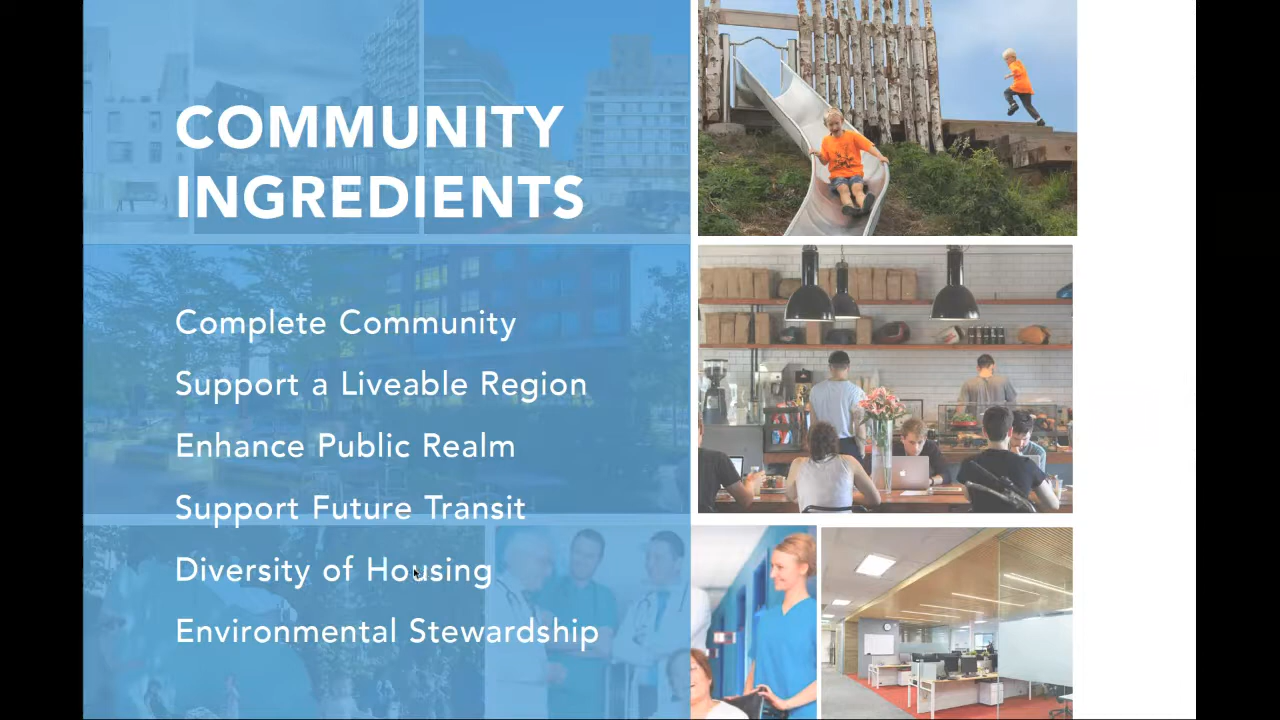 COMMUNITY
INGREDIENTS
Complete Community
Support a Liveable Region
Enhance Public Realm
Support Future Transit
Diversity of Housing
Environmental Stewardship